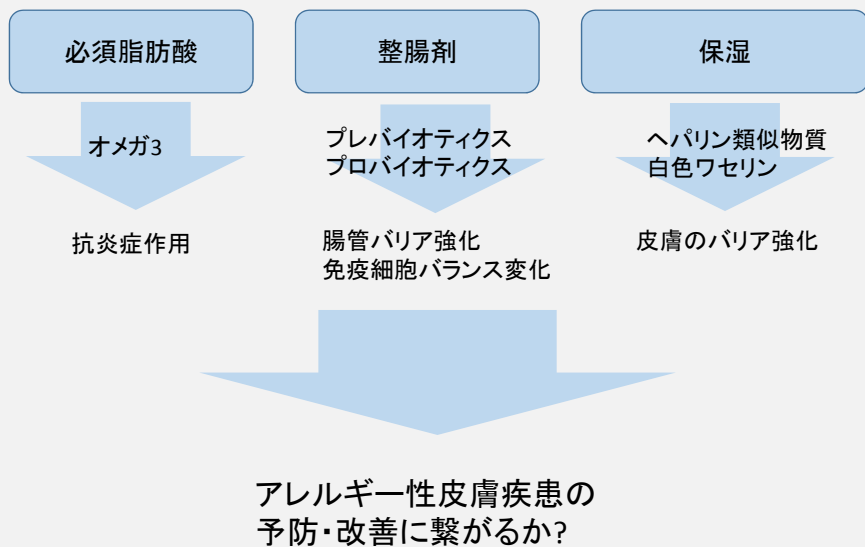 必須脂肪酸
整腸剤
保湿
オメガ3
プレバイオティクス
プロバイオティクス
ヘパリン類似物質
白色ワセリン
抗炎症作用
腸管バリア強化
免疫細胞バランス変化
皮膚のバリア強化
アレルギー性皮膚疾患の
予防・改善に繋がるか?